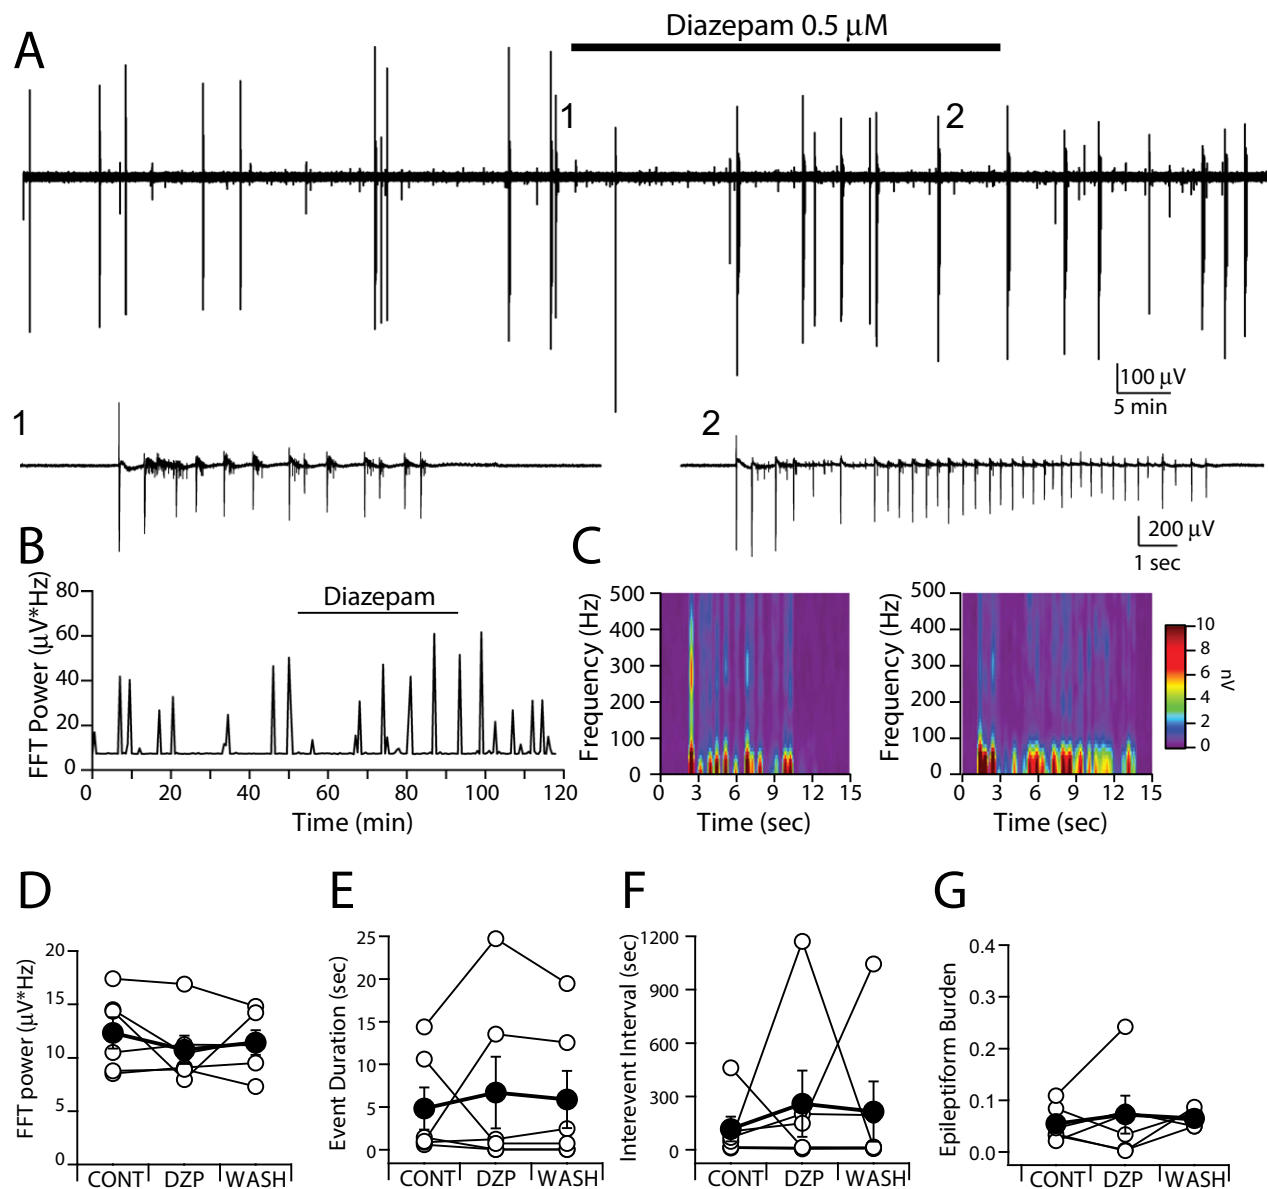 A
Diazepam 0.5 µM
1
2
100 µV
5 min
1
2
200 µV
1 sec
B
FFT Power (µV*Hz)
80
60
40
20
0
Diazepam
0 20 40 60 80 100 120
Time (min)
C
Frequency (Hz)
500
400
300
200
100
0
0 3 6 9 12 15
Time (sec)
Frequency (Hz)
500
400
300
200
100
0
0 3 6 9 12 15
Time (sec)
10
8
6
4
2
0
nV
D
FFT power (µV*Hz)
20
15
10
5
0
CONT DZP WASH
E
Event Duration (sec)
25
20
15
10
5
0
CONT DZP WASH
F
Interevent Interval (sec)
1200
900
600
300
0
CONT DZP WASH
G
Epileptiform Burden
0.4
0.3
0.2
0.1
0.0
CONT DZP WASH